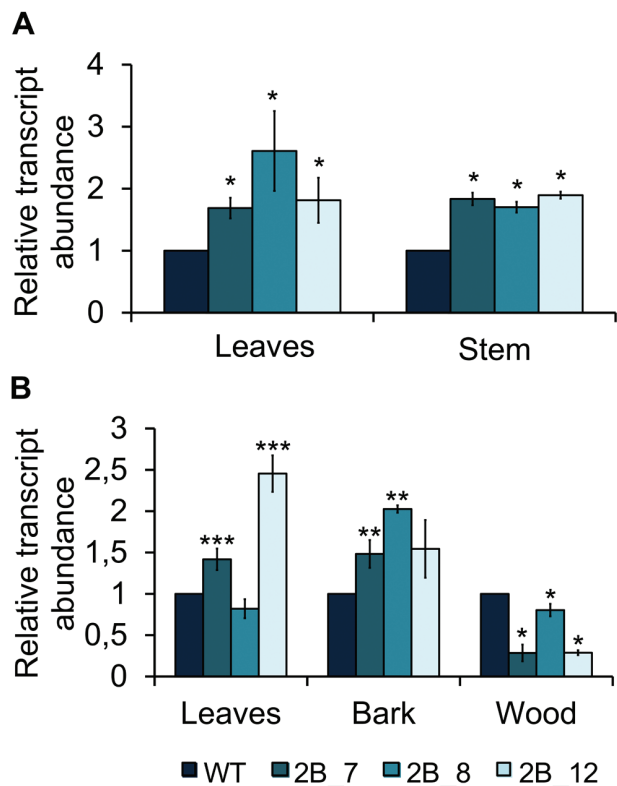 A
Relative transcript
abundance
4
3
2
1
0
* * *
* * *
Leaves Stem
B
Relative transcript
abundance
3
2,5
2
1,5
1
0,5
0
*** ***
** **
* * *
Leaves Bark Wood
WT 2B_7 2B_8 2B_12